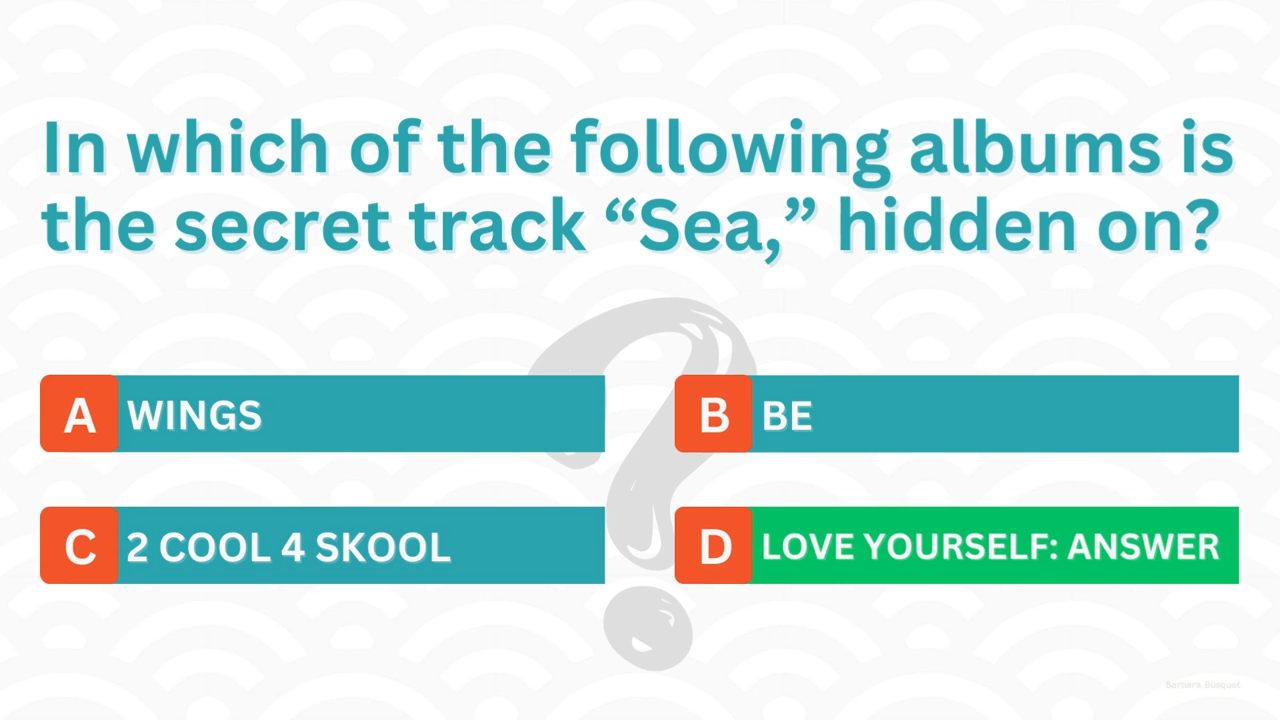 In which of the following albums is
the secret track “Sea,” hidden on?
A WINGS
B BE
C 2 COOL 4 SKOOL
D LOVE YOURSELF: ANSWER